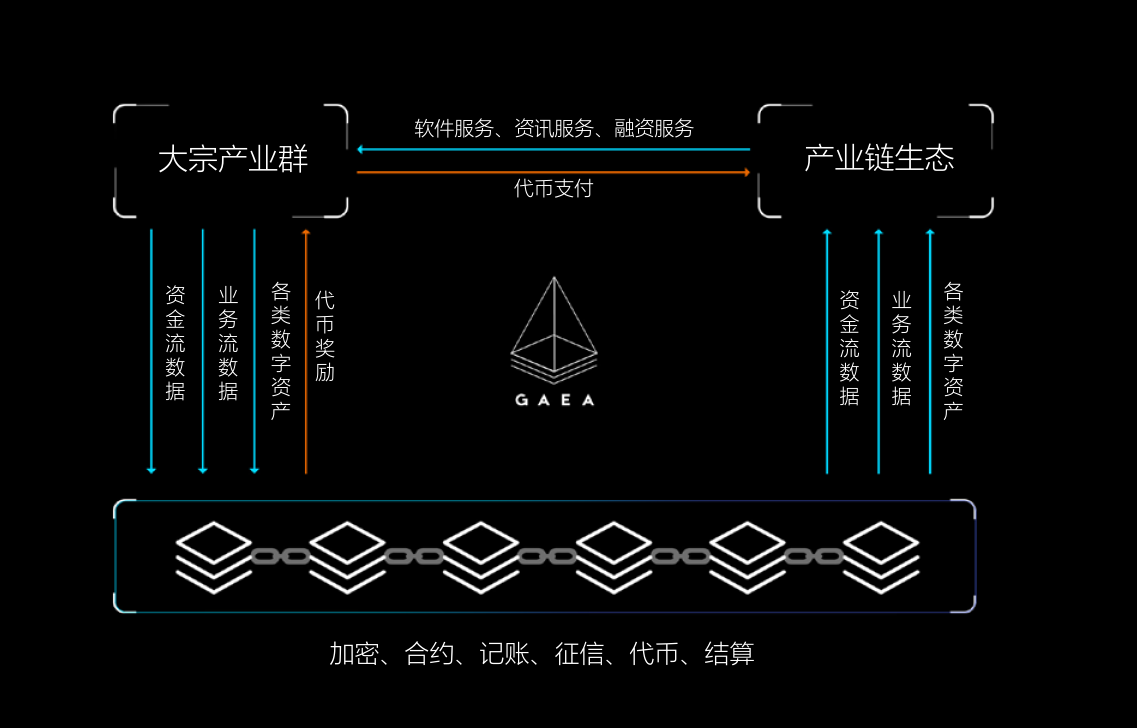 软件服务、资讯服务、融资服务
大宗产业群
产业链生态
代币支付
资金流数据
业务流数据
各类数字资产
代币奖励
GAEA
资金流数据
业务流数据
各类数字资产
加密、合约、记账、征信、代币、结算